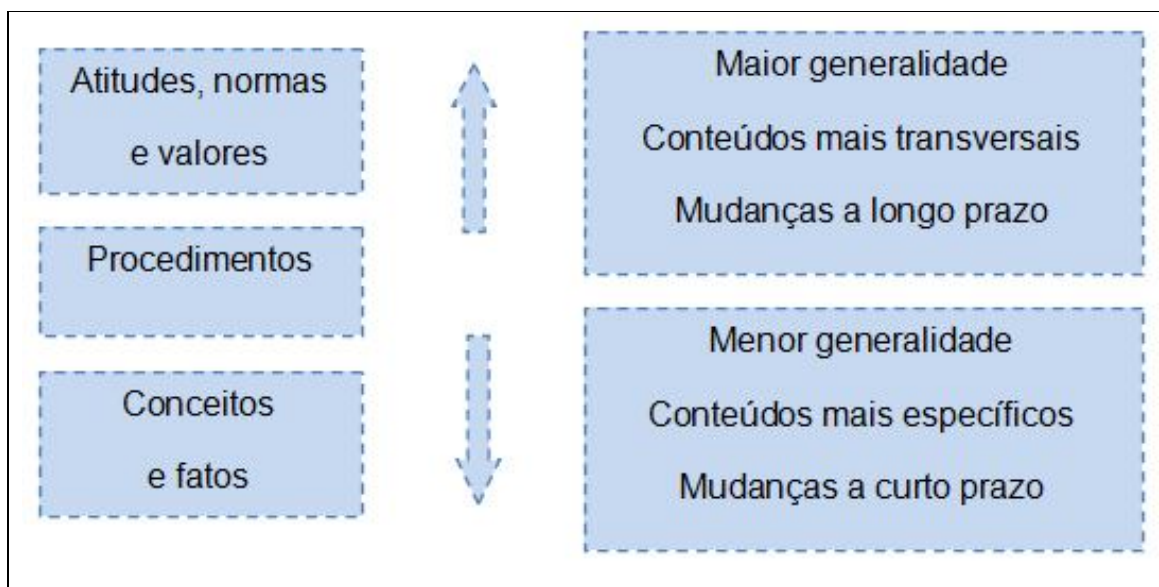 Atitudes, normas
e valores
Procedimentos
Conceitos
e fatos
Maior generalidade
Conteúdos mais transversais
Mudanças a longo prazo
Menor generalidade
Conteúdos mais específicos
Mudanças a curto prazo